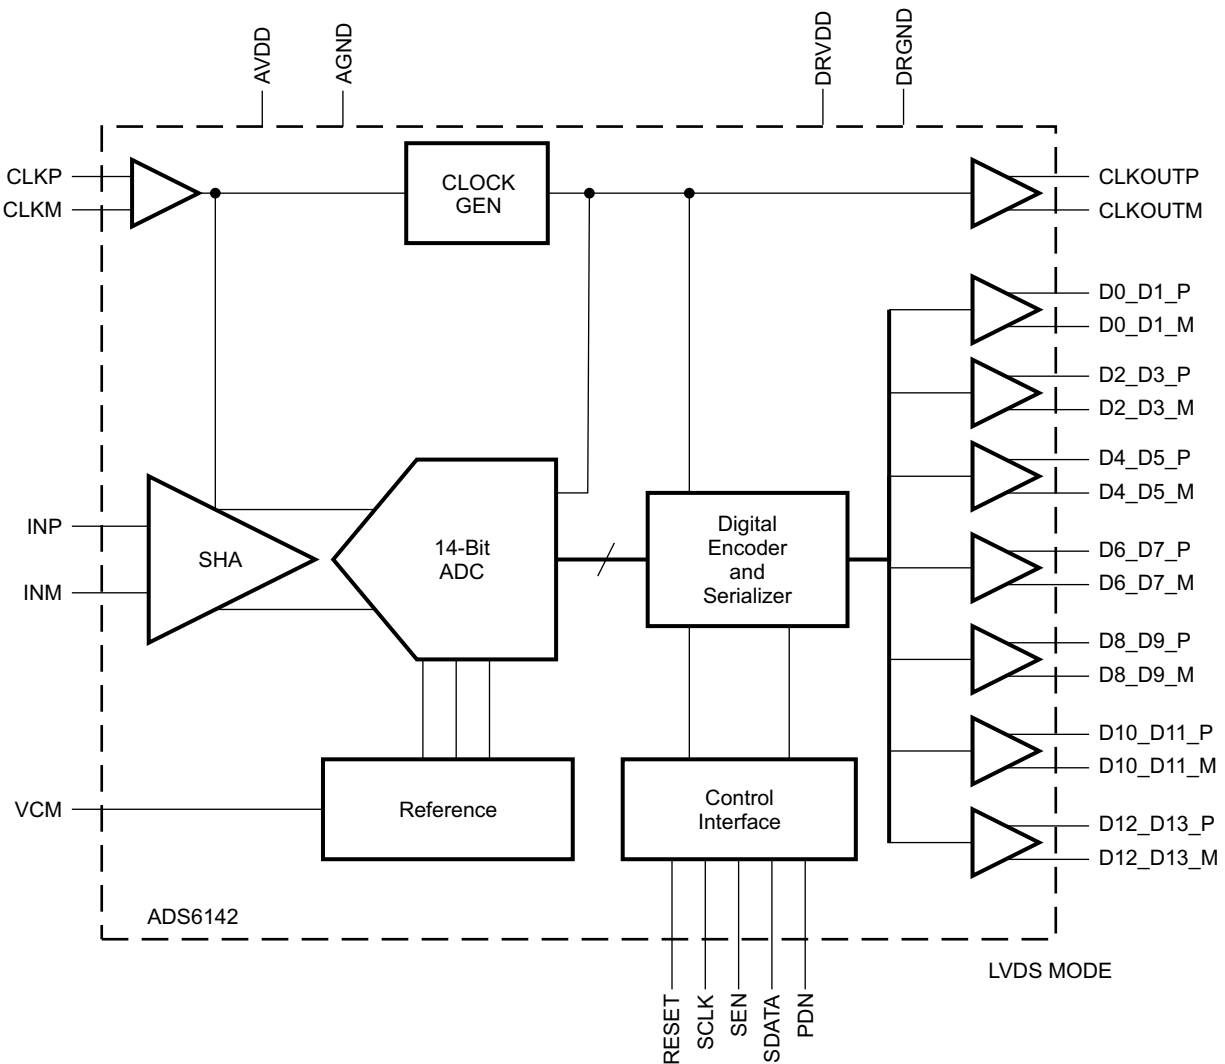 AVDD
AGND
DRVDD
DRGND
CLKP
CLKM
CLOCK
GEN
CLKOUTP
CLKOUTM
D0_D1_P
D0_D1_M
D2_D3_P
D2_D3_M
D4_D5_P
D4_D5_M
INP
INM
SHA
14-Bit
ADC
Digital
Encoder
and
Serializer
D6_D7_P
D6_D7_M
D8_D9_P
D8_D9_M
D10_D11_P
D10_D11_M
VCM
Reference
Control
Interface
D12_D13_P
D12_D13_M
ADS6142
LVDS MODE
RESET
SCLK
SEN
SDATA
PDN